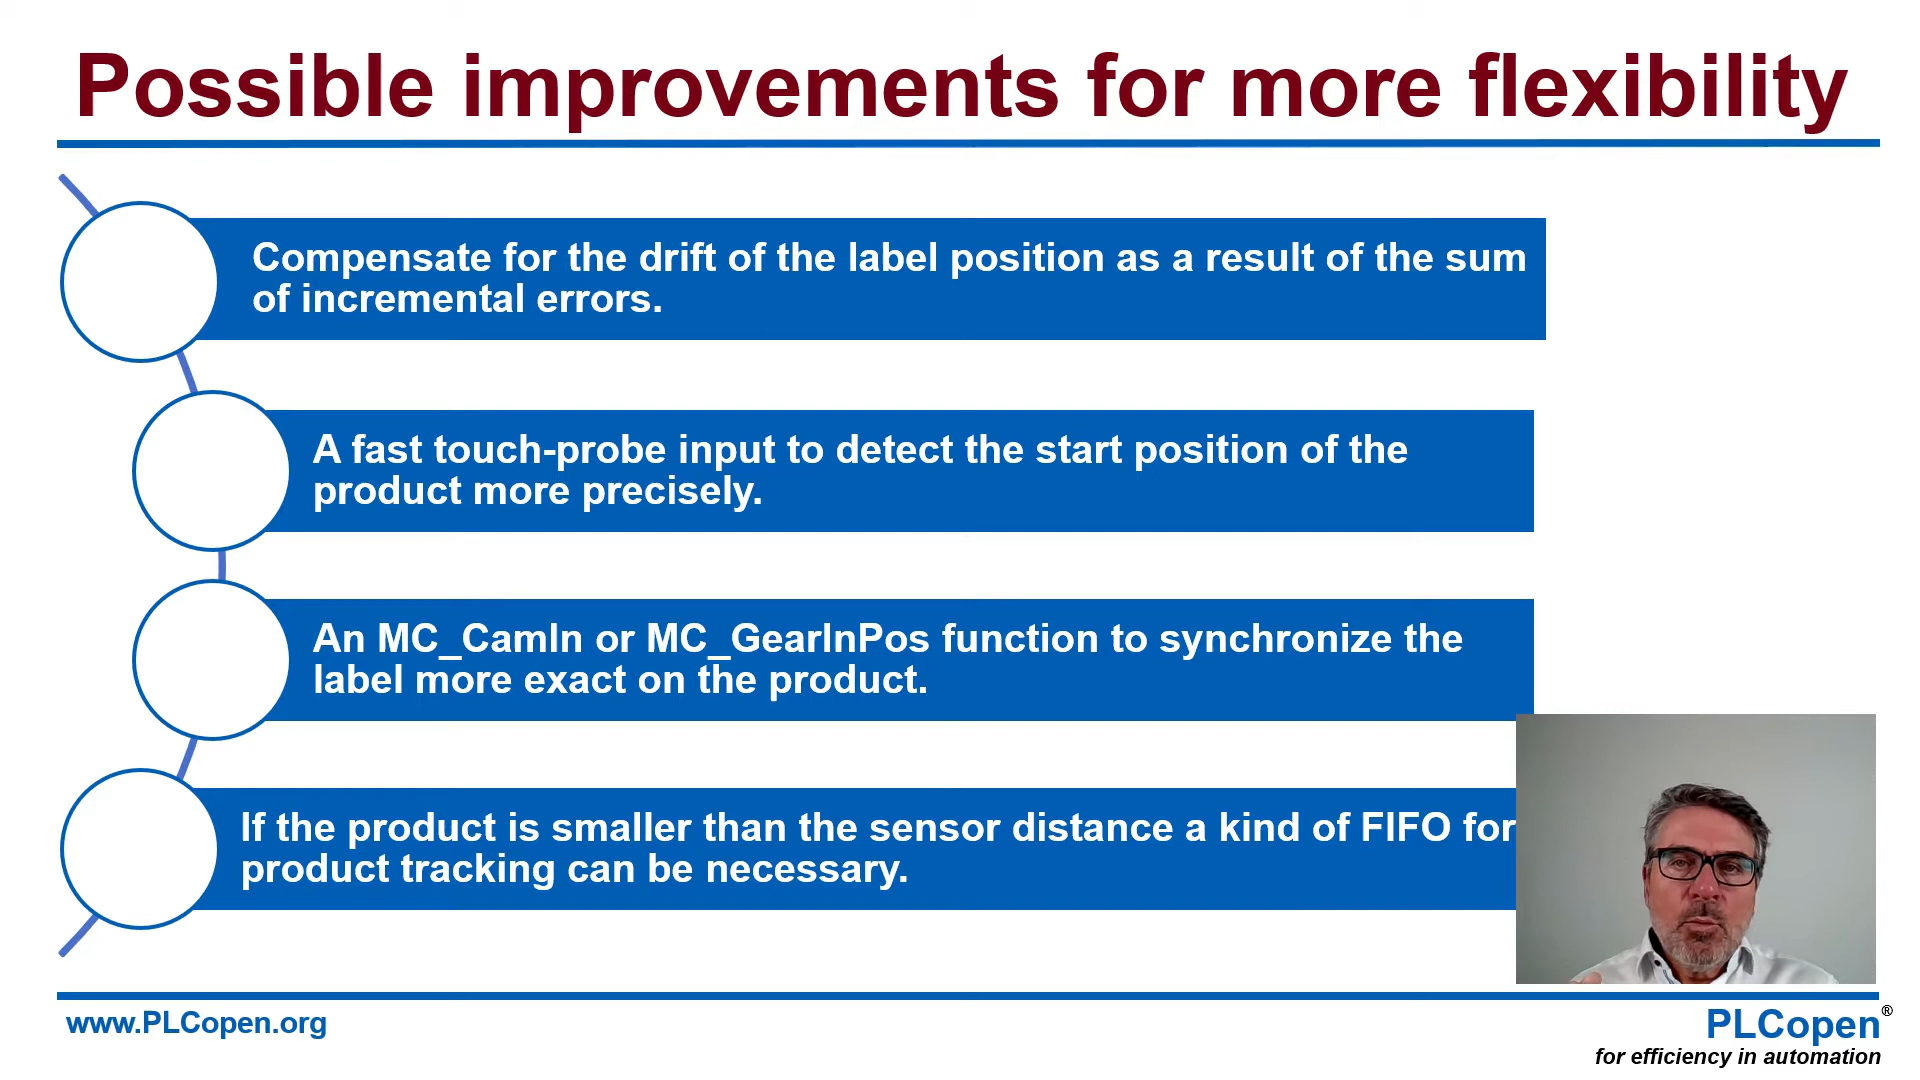 Possible improvements for more flexibility
Compensate for the drift of the label position as a result of the sum
of incremental errors.
A fast touch-probe input to detect the start position of the
product more precisely.
An MC_CamIn or MC_GearInPos function to synchronize the
label more exact on the product.
If the product is smaller than the sensor distance a kind of FIFO for
product tracking can be necessary.
www.PLCopen.org
PLCopen®
for efficiency in automation